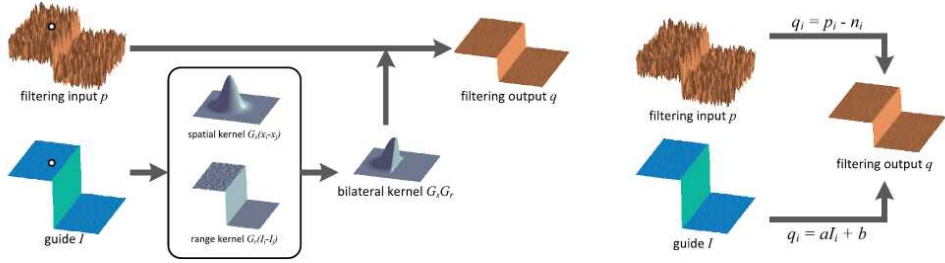 filtering input p
guide I
spatial kernel Gs(xi-xj)
range kernel Gr(Ii-Ij)
bilateral kernel GsGr
filtering output q
filtering input p
guide I
qi = pi - ni
qi = aIi + b
filtering output q